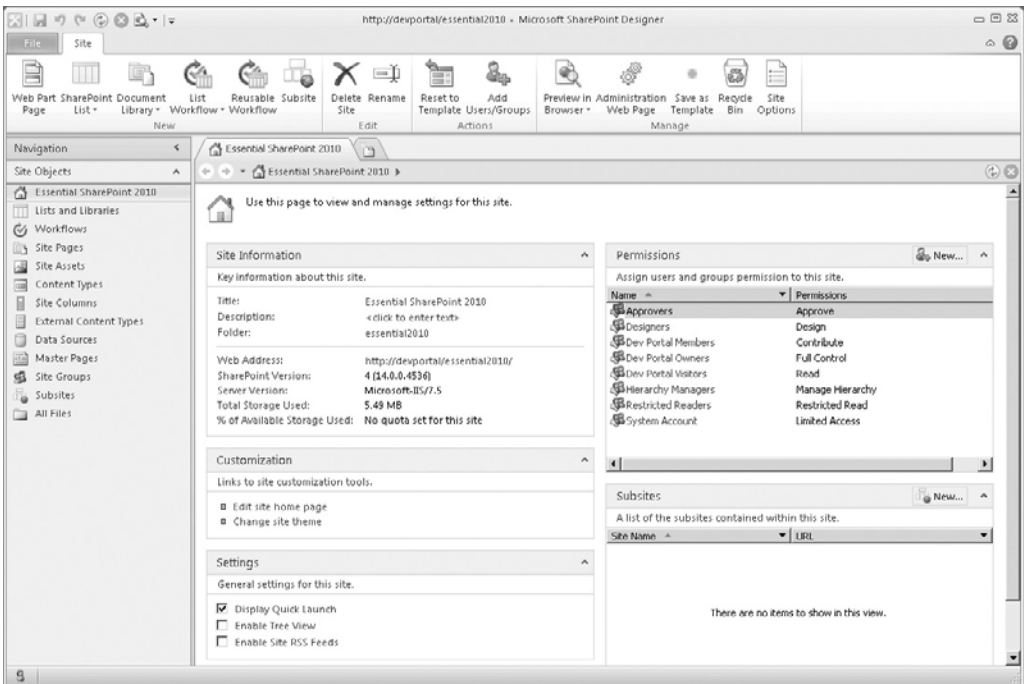 http://devportal/essential2010 - Microsoft SharePoint Designer
File Site
Web Part Page
SharePoint List
Document Library
List Workflow
Reusable Workflow
Subsite
Delete Site
Rename
Reset to Template
Add Users/Groups
Preview in Browser
Administration Web Page
Save as Template
Recycle Bin
Site Options
New Edit Actions Manage
Navigation
Site Objects
Essential SharePoint 2010
Lists and Libraries
Workflows
Site Pages
Site Assets
Content Types
Site Columns
External Content Types
Data Sources
Master Pages
Site Groups
Subsites
All Files
Essential SharePoint 2010
Essential SharePoint 2010
Use this page to view and manage settings for this site.
Site Information
Key information about this site.
Title: Essential SharePoint 2010
Description: <click to enter text>
Folder: essential2010
Web Address: http://devportal/essential2010/
SharePoint Version: 4 (14.0.0.4536)
Server Version: Microsoft-IIS/7.5
Total Storage Used: 5.49 MB
% of Available Storage Used: No quota set for this site
Customization
Links to site customization tools.
Edit site home page
Change site theme
Settings
General settings for this site.
Display Quick Launch
Enable Tree View
Enable Site RSS Feeds
Permissions New...
Assign users and groups permission to this site.
Name Permissions
Approvers Approve
Designers Design
Dev Portal Members Contribute
Dev Portal Owners Full Control
Dev Portal Visitors Read
Hierarchy Managers Manage Hierarchy
Restricted Readers Restricted Read
System Account Limited Access
Subsites New...
A list of the subsites contained within this site.
Site Name URL
There are no items to show in this view.